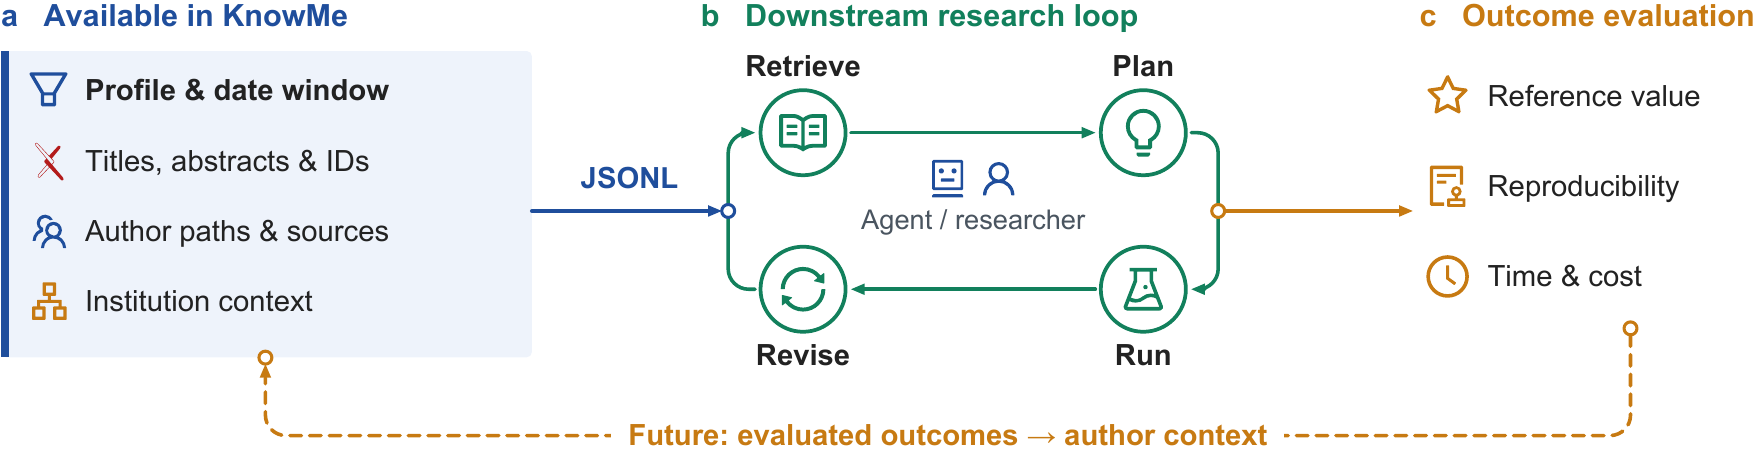 a Available in KnowMe
Profile & date window
Titles, abstracts & IDs
Author paths & sources
Institution context
JSONL
b Downstream research loop
Retrieve
Plan
Agent / researcher
Revise
Run
c Outcome evaluation
Reference value
Reproducibility
Time & cost
Future: evaluated outcomes → author context